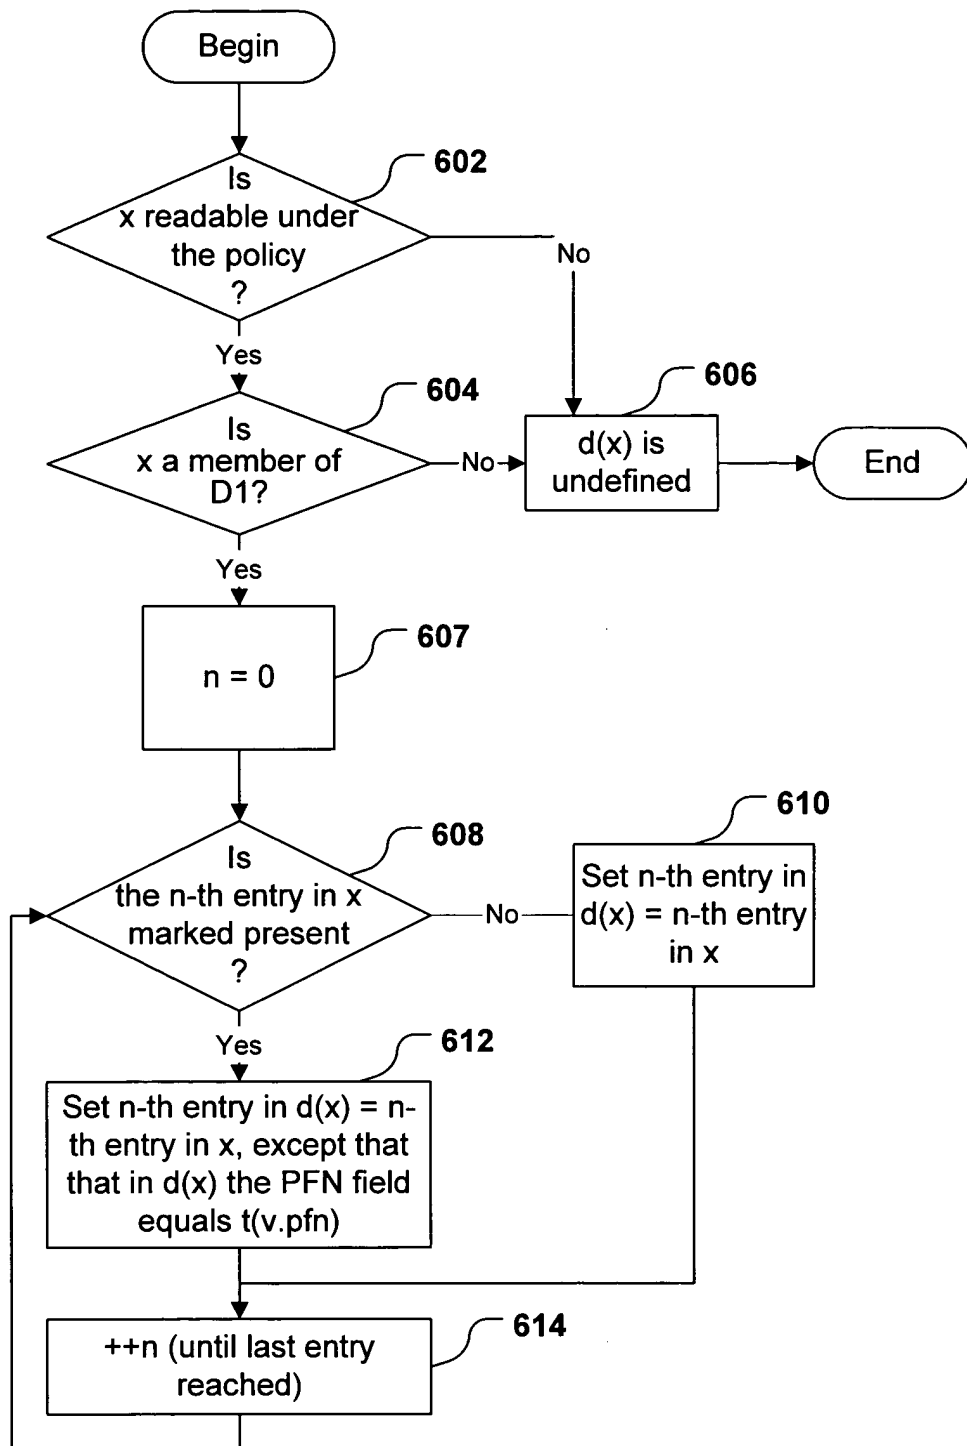 Begin
602
Is
x readable under
the policy
?
No
Yes
604
606
Is
x a member of
D1?
No
d(x) is
undefined
End
Yes
607
n = 0
610
608
Is
the n-th entry in x
marked present
?
No
Set n-th entry in
d(x) = n-th entry
in x
Yes
612
Set n-th entry in d(x) = n-
th entry in x, except that
that in d(x) the PFN field
equals t(v.pfn)
614
++n (until last entry
reached)